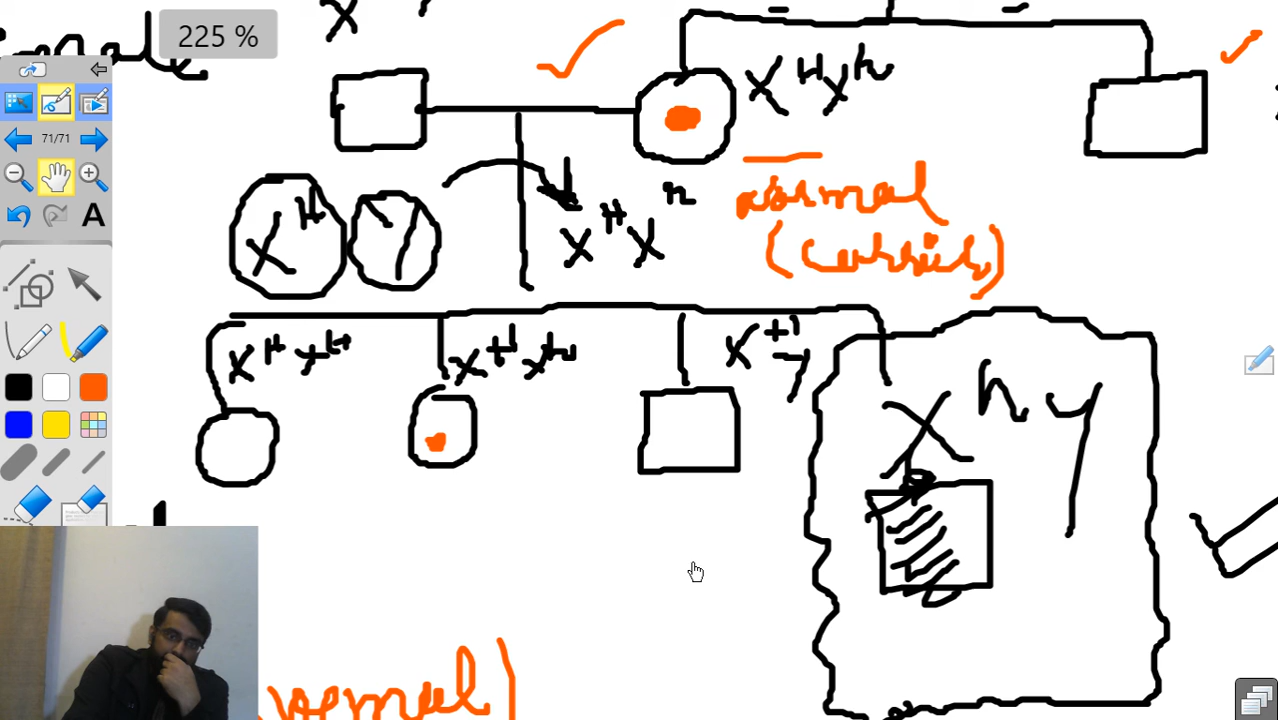 225 %
X
X^H X^h
71/71
normal
X^H Y
X^H X^h
(carrier)
X^H X^H
X^H X^h
X^H Y
X^h Y
A
normal)